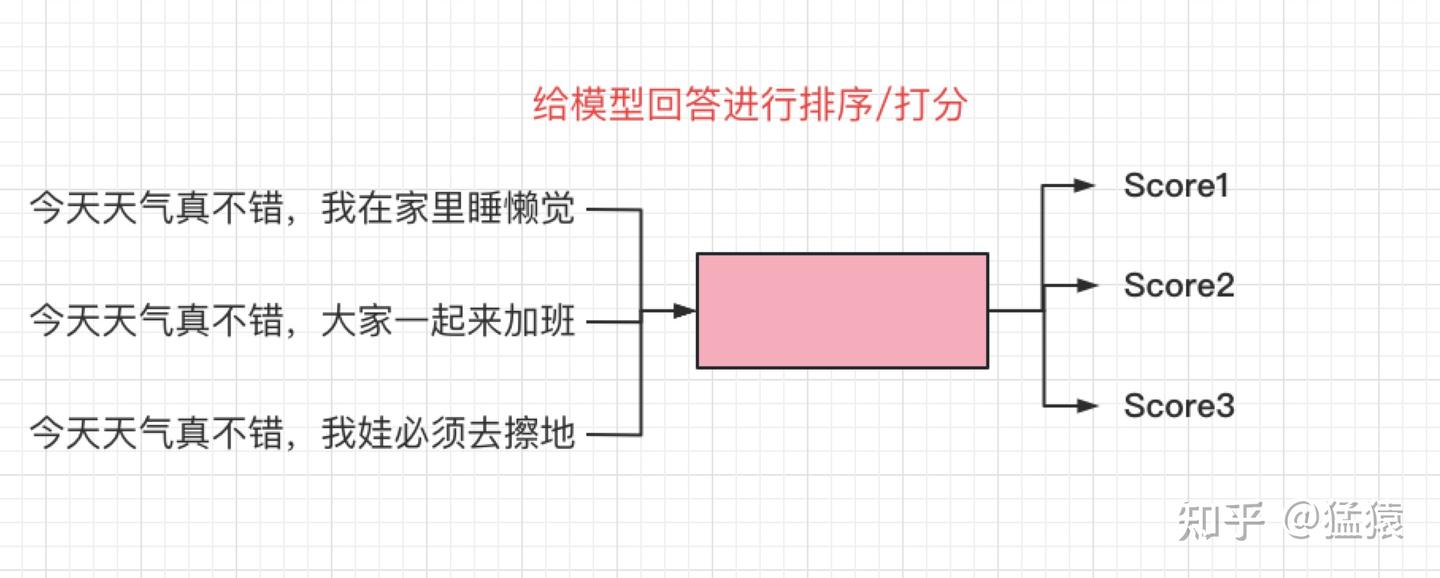 给模型回答进行排序/打分
今天天气真不错，我在家里睡懒觉
今天天气真不错，大家一起来加班
今天天气真不错，我娃必须去擦地
Score1
Score2
Score3
知乎 @猛猿